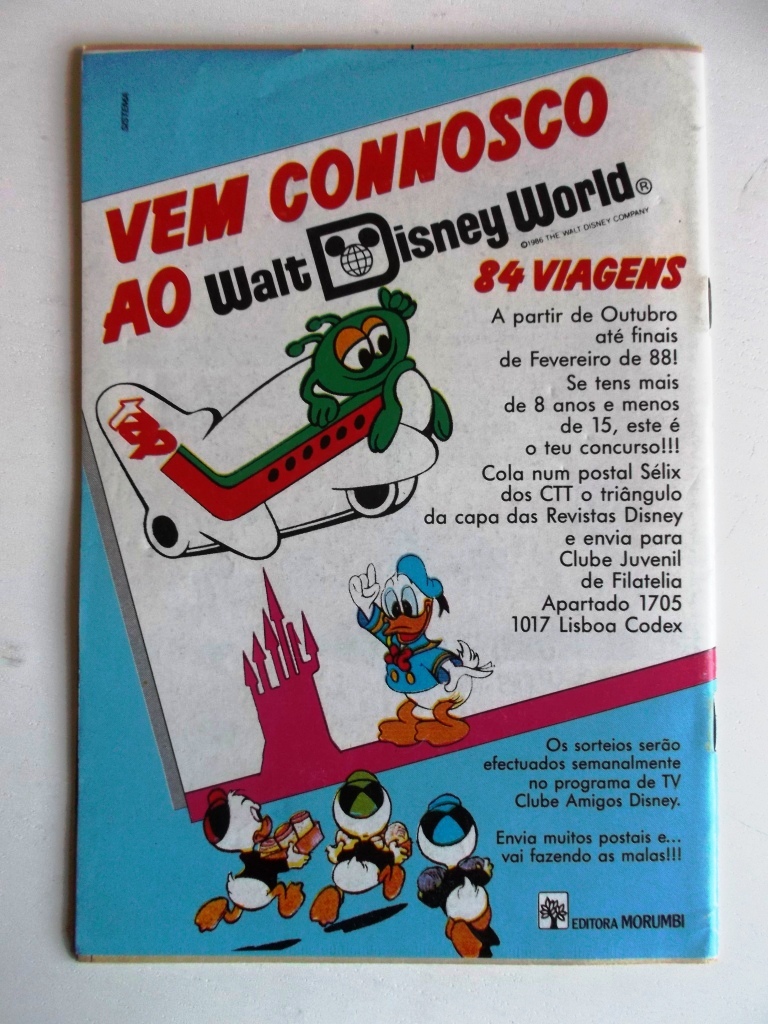 SISTEMA
VEM CONNOSCO
AO Walt Disney World®
©1986 THE WALT DISNEY COMPANY
84 VIAGENS
A partir de Outubro
até finais
de Fevereiro de 88!
Se tens mais
de 8 anos e menos
de 15, este é
o teu concurso!!!
Cola num postal Sélix
dos CTT o triângulo
da capa das Revistas Disney
e envia para
Clube Juvenil
de Filatelia
Apartado 1705
1017 Lisboa Codex
TAP
Os sorteios serão
efectuados semanalmente
no programa de TV
Clube Amigos Disney.
Envia muitos postais e...
vai fazendo as malas!!!
EDITORA MORUMBI